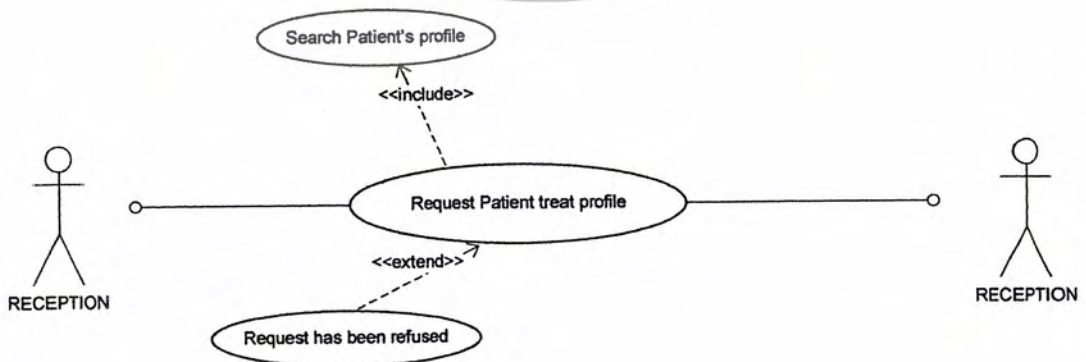 Search Patient's profile
<<include>>
Request Patient treat profile
<<extend>>
RECEPTION
RECEPTION
Request has been refused